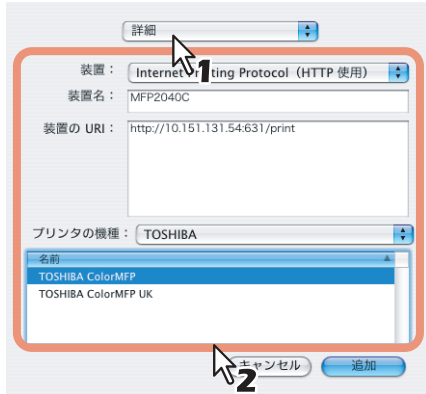 詳細
1
装置： Internet Printing Protocol（HTTP 使用）
装置名： MFP2040C
装置の URI： http://10.151.131.54:631/print
プリンタの機種： TOSHIBA
名前
TOSHIBA ColorMFP
TOSHIBA ColorMFP UK
キャンセル 追加
2